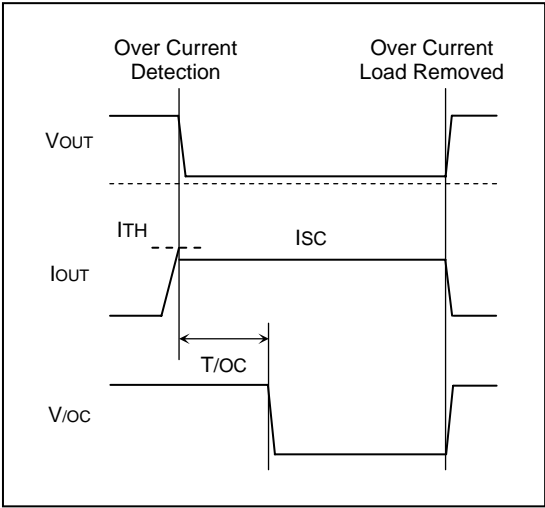 Over Current
Detection
Over Current
Load Removed
VOUT
ITH
ISC
IOUT
T/OC
V/OC